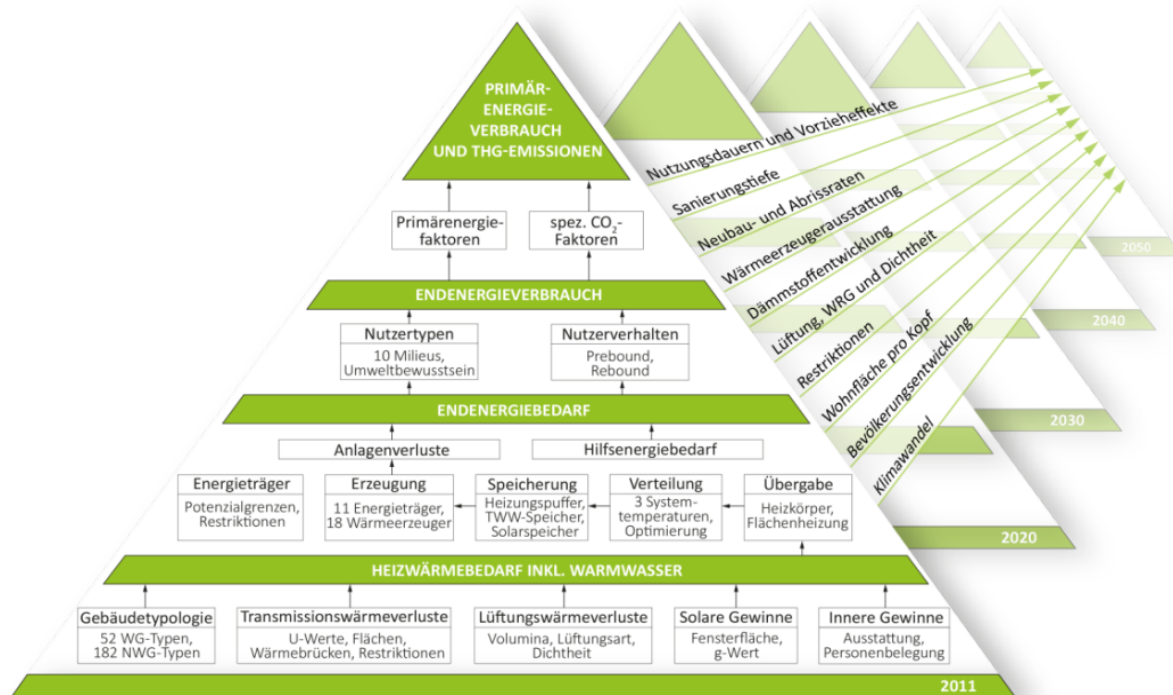 PRIMÄR-
ENERGIE-
VERBRAUCH
UND THG-EMISSIONEN
Primärenergie-
faktoren
spez. CO₂-
Faktoren
ENDENERGIEVERBRAUCH
Nutzertypen
10 Milieus,
Umweltbewusstsein
Nutzerverhalten
Prebound,
Rebound
ENDENERGIEBEDARF
Anlagenverluste
Hilfsenergiebedarf
Energieträger
Potenzialgrenzen,
Restriktionen
Erzeugung
11 Energieträger,
18 Wärmeerzeuger
Speicherung
Heizungspuffer,
TWW-Speicher,
Solarspeicher
Verteilung
3 System-
temperaturen,
Optimierung
Übergabe
Heizkörper,
Flächenheizung
HEIZWÄRMEBEDARF INKL. WARMWASSER
Gebäudetypologie
52 WG-Typen,
182 NWG-Typen
Transmissionswärmeverluste
U-Werte, Flächen,
Wärmebrücken, Restriktionen
Lüftungswärmeverluste
Volumina, Lüftungsart,
Dichtheit
Solare Gewinne
Fensterfläche,
g-Wert
Innere Gewinne
Ausstattung,
Personenbelegung
2011
Nutzungsdauern und Vorzieheffekte
Sanierungstiefe
Neubau- und Abrissraten
Wärmeerzeugerausstattung
Dämmstoffentwicklung
Lüftung, WRG und Dichtheit
Restriktionen
Wohnfläche pro Kopf
Bevölkerungsentwicklung
Klimawandel
2020
2030
2040
2050